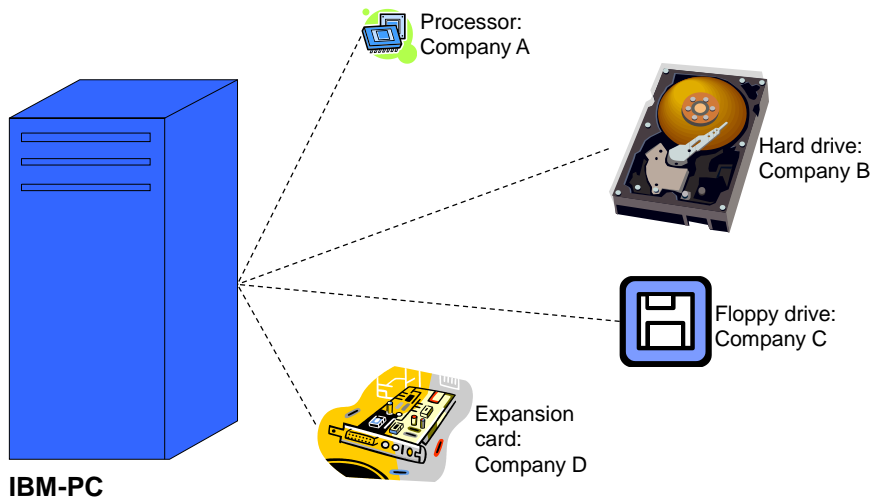 Processor:
Company A
Hard drive:
Company B
Floppy drive:
Company C
Expansion
card:
Company D
IBM-PC